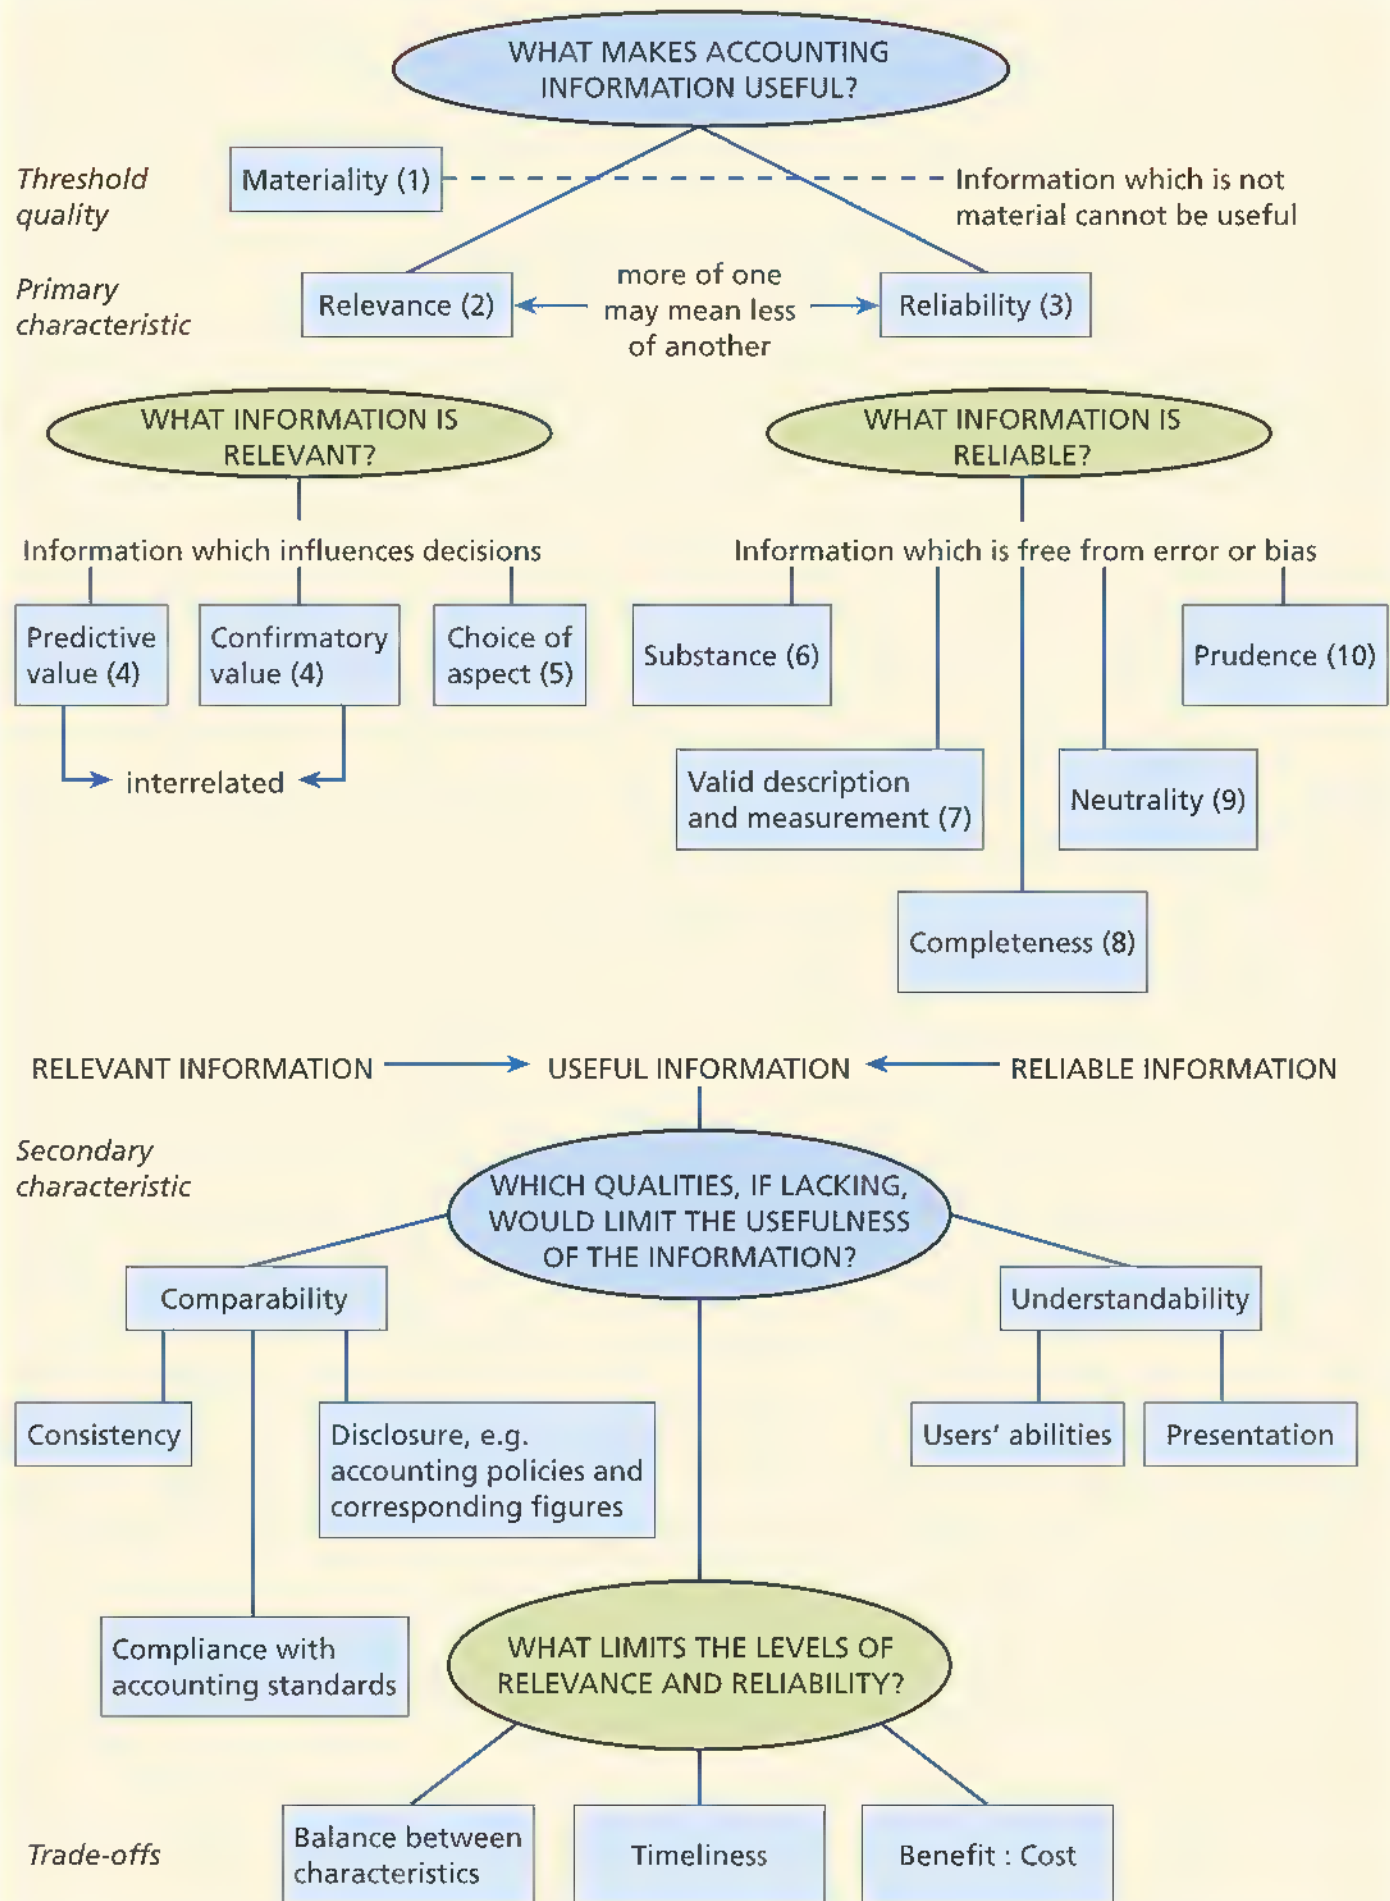 WHAT MAKES ACCOUNTING
INFORMATION USEFUL?
Threshold
quality
Materiality (1)
Information which is not
material cannot be useful
Primary
characteristic
Relevance (2)
more of one
may mean less
of another
Reliability (3)
WHAT INFORMATION IS
RELEVANT?
WHAT INFORMATION IS
RELIABLE?
Information which influences decisions
Information which is free from error or bias
Predictive
value (4)
Confirmatory
value (4)
Choice of
aspect (5)
Substance (6)
Prudence (10)
interrelated
Valid description
and measurement (7)
Neutrality (9)
Completeness (8)
RELEVANT INFORMATION
USEFUL INFORMATION
RELIABLE INFORMATION
Secondary
characteristic
WHICH QUALITIES, IF LACKING,
WOULD LIMIT THE USEFULNESS
OF THE INFORMATION?
Comparability
Understandability
Consistency
Disclosure, e.g.
accounting policies and
corresponding figures
Users' abilities
Presentation
Compliance with
accounting standards
WHAT LIMITS THE LEVELS OF
RELEVANCE AND RELIABILITY?
Trade-offs
Balance between
characteristics
Timeliness
Benefit : Cost